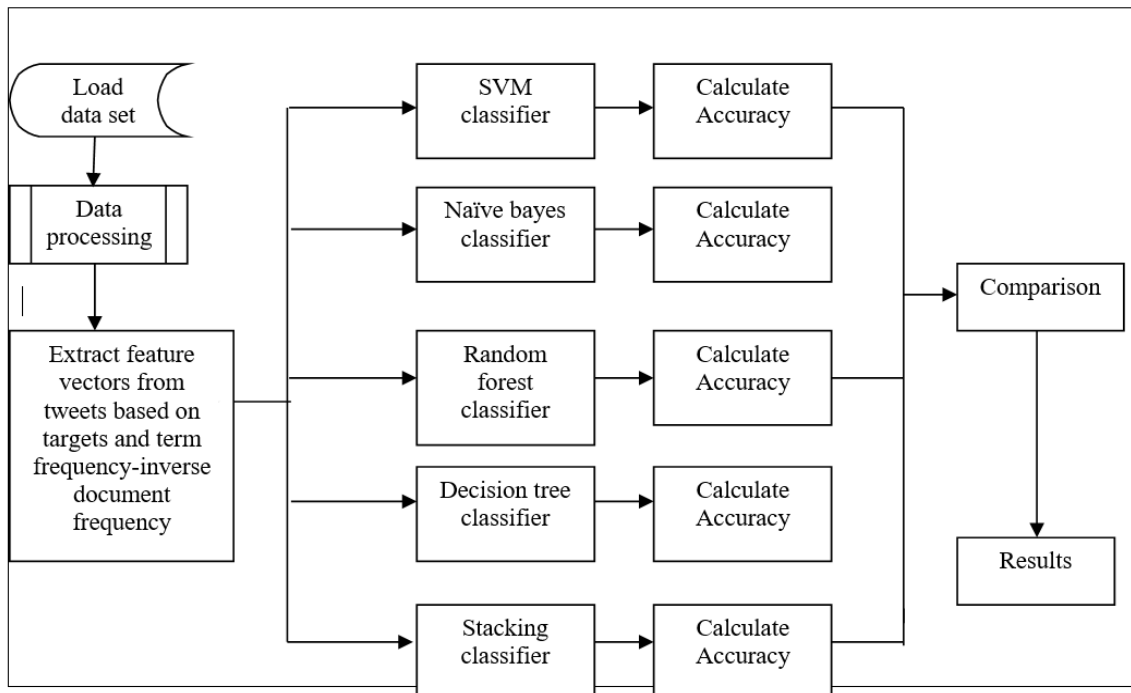 Load
data set
Data
processing
Extract feature
vectors from
tweets based on
targets and term
frequency-inverse
document
frequency
SVM
classifier
Calculate
Accuracy
Naïve bayes
classifier
Calculate
Accuracy
Random
forest
classifier
Calculate
Accuracy
Decision tree
classifier
Calculate
Accuracy
Stacking
classifier
Calculate
Accuracy
Comparison
Results